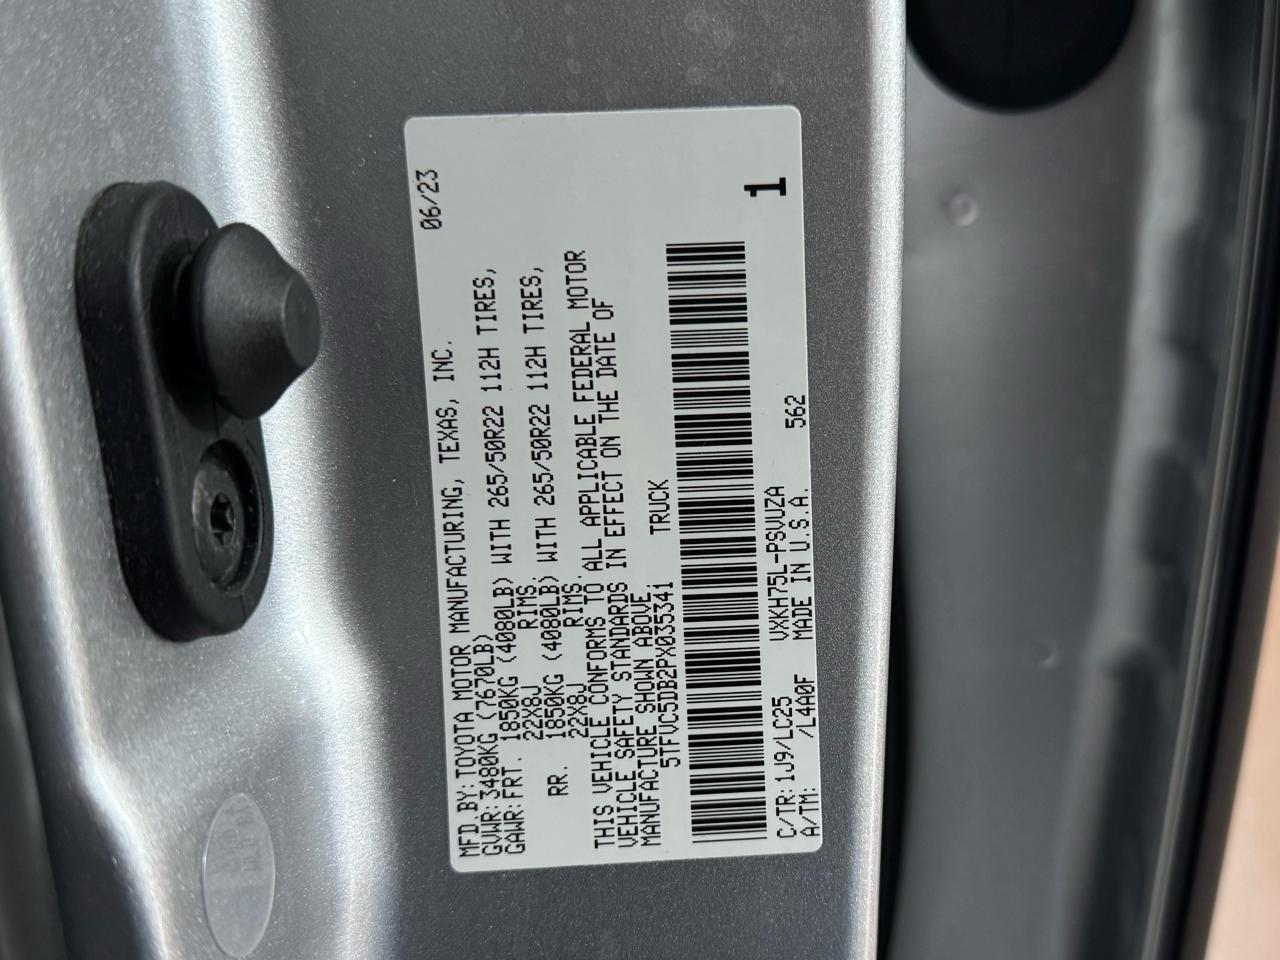 MFD.BY:TOYOTA MOTOR MANUFACTURING, TEXAS, INC. 06/23
GVWR:3480KG (7670LB)
GAWR:FRT. 1850KG (4080LB) WITH 265/50R22 112H TIRES,
22X8J RIMS.
RR. 1850KG (4080LB) WITH 265/50R22 112H TIRES,
22X8J RIMS.
THIS VEHICLE CONFORMS TO ALL APPLICABLE FEDERAL MOTOR
VEHICLE SAFETY STANDARDS IN EFFECT ON THE DATE OF
MANUFACTURE SHOWN ABOVE.
5TFVC5DB2PX035341 TRUCK
1
C/TR:1J9/LC25 VXKH75L-PSVUZA 562
A/TM: /L4A0F MADE IN U.S.A.